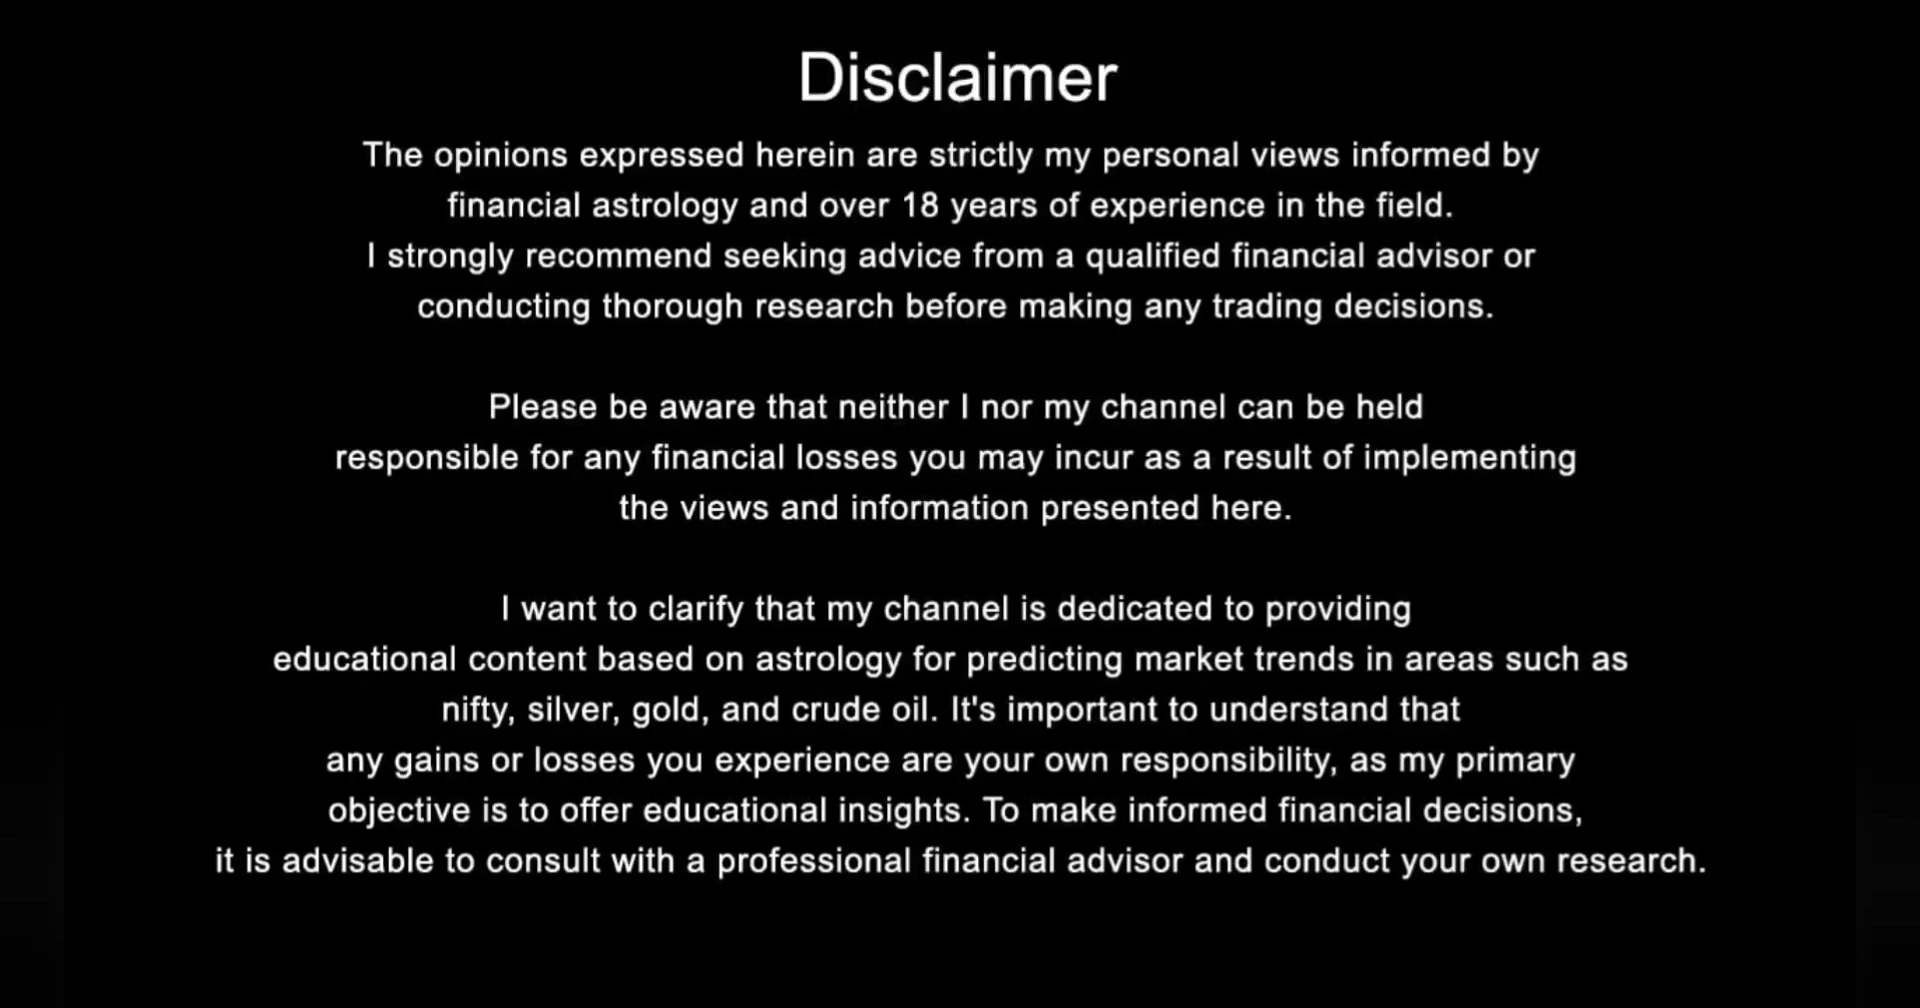 Disclaimer
The opinions expressed herein are strictly my personal views informed by
financial astrology and over 18 years of experience in the field.
I strongly recommend seeking advice from a qualified financial advisor or
conducting thorough research before making any trading decisions.
Please be aware that neither I nor my channel can be held
responsible for any financial losses you may incur as a result of implementing
the views and information presented here.
I want to clarify that my channel is dedicated to providing
educational content based on astrology for predicting market trends in areas such as
nifty, silver, gold, and crude oil. It's important to understand that
any gains or losses you experience are your own responsibility, as my primary
objective is to offer educational insights. To make informed financial decisions,
it is advisable to consult with a professional financial advisor and conduct your own research.